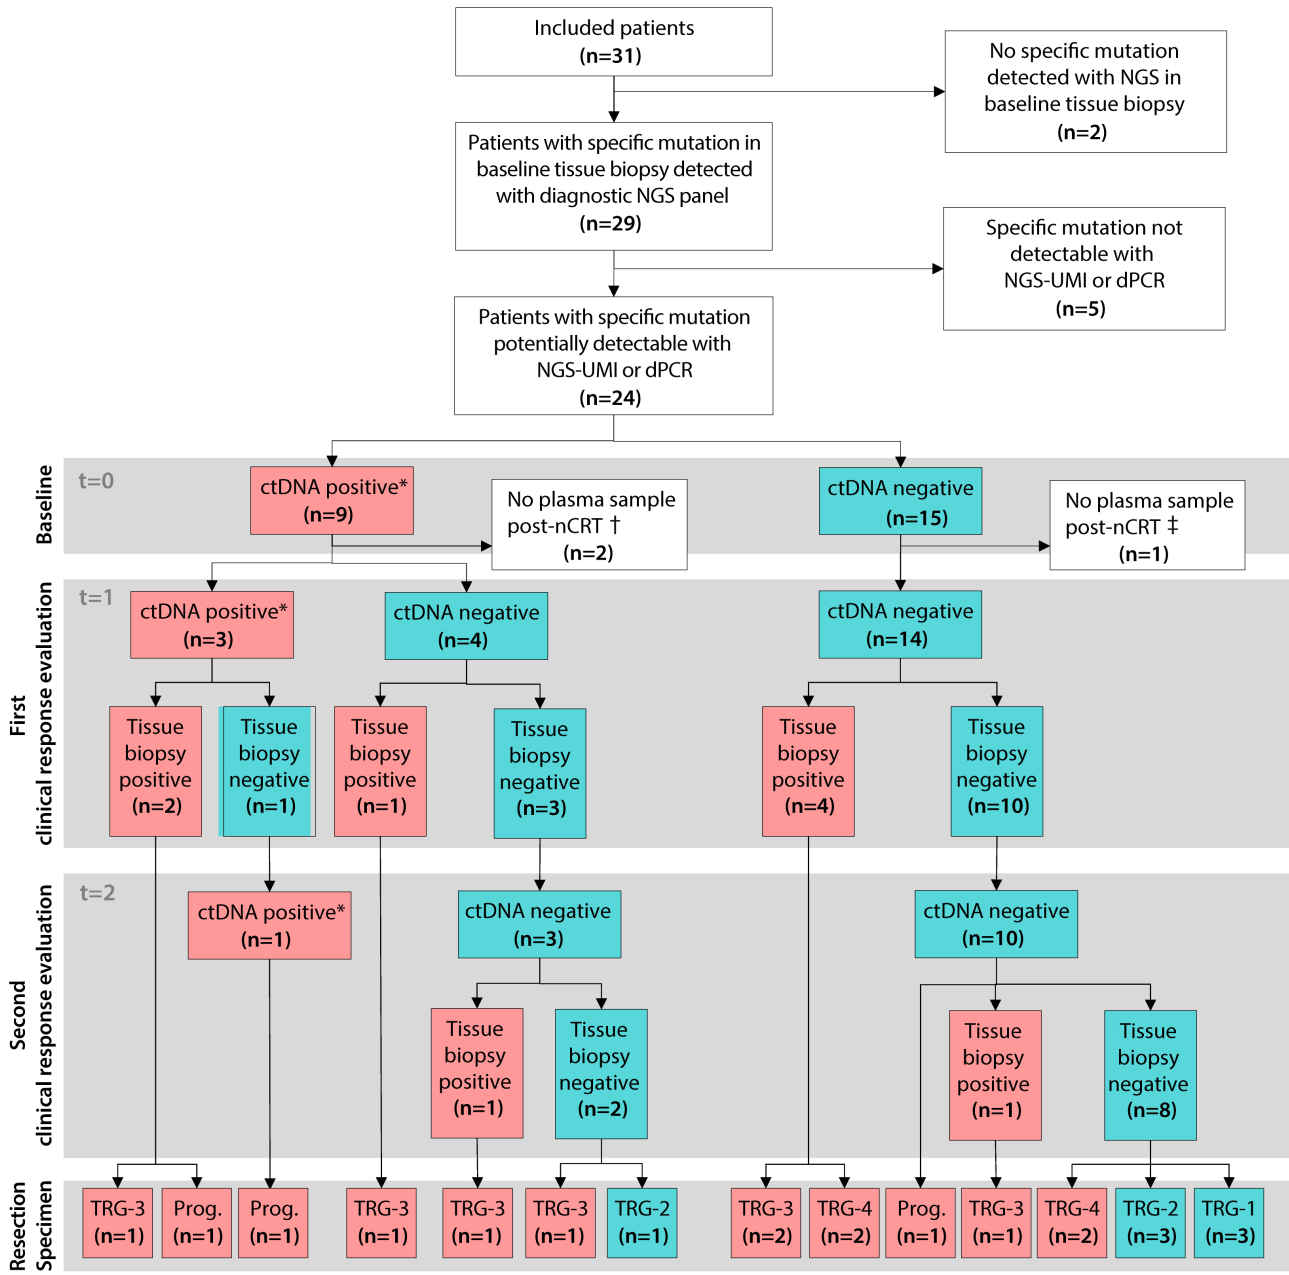 Included patients
(n=31)
No specific mutation
detected with NGS in
baseline tissue biopsy
(n=2)
Patients with specific mutation in
baseline tissue biopsy detected
with diagnostic NGS panel
(n=29)
Specific mutation not
detectable with
NGS-UMI or dPCR
(n=5)
Patients with specific mutation
potentially detectable with
NGS-UMI or dPCR
(n=24)
Baseline
t=0
ctDNA positive*
(n=9)
No plasma sample
post-nCRT †
(n=2)
ctDNA negative
(n=15)
No plasma sample
post-nCRT ‡
(n=1)
First
clinical response evaluation
t=1
ctDNA positive*
(n=3)
ctDNA negative
(n=4)
ctDNA negative
(n=14)
Tissue
biopsy
positive
(n=2)
Tissue
biopsy
negative
(n=1)
Tissue
biopsy
positive
(n=1)
Tissue
biopsy
negative
(n=3)
Tissue
biopsy
positive
(n=4)
Tissue
biopsy
negative
(n=10)
Second
clinical response evaluation
t=2
ctDNA positive*
(n=1)
ctDNA negative
(n=3)
ctDNA negative
(n=10)
Tissue
biopsy
positive
(n=1)
Tissue
biopsy
negative
(n=2)
Tissue
biopsy
positive
(n=1)
Tissue
biopsy
negative
(n=8)
Resection
Specimen
TRG-3
(n=1)
Prog.
(n=1)
Prog.
(n=1)
TRG-3
(n=1)
TRG-3
(n=1)
TRG-3
(n=1)
TRG-2
(n=1)
TRG-3
(n=2)
TRG-4
(n=2)
Prog.
(n=1)
TRG-3
(n=1)
TRG-4
(n=2)
TRG-2
(n=3)
TRG-1
(n=3)